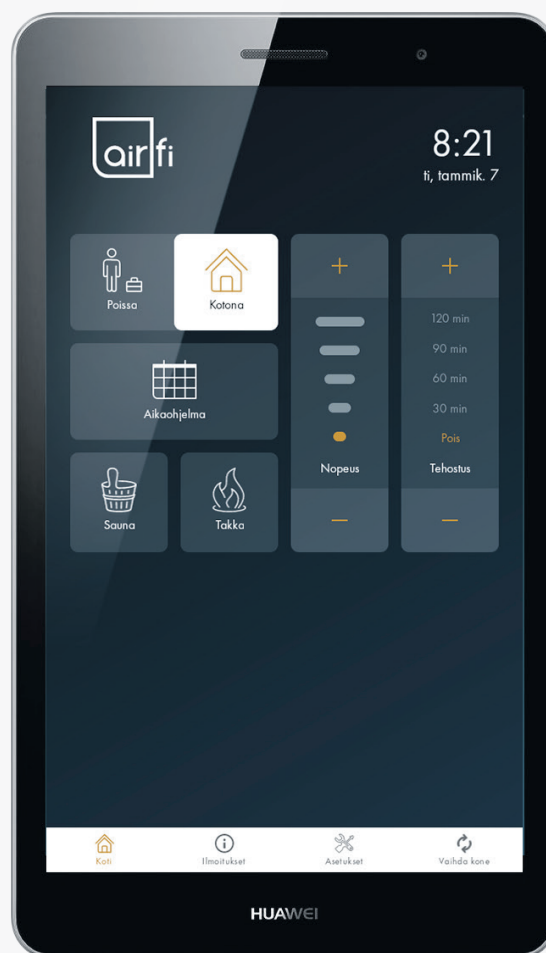 airfi
8:21
ti, tammik. 7
Poissa
Kotona
Aikaohjelma
Sauna
Takka
+
Nopeus
–
+
120 min
90 min
60 min
30 min
Pois
Tehostus
–
Koti
Ilmoitukset
Asetukset
Vaihda kone
HUAWEI